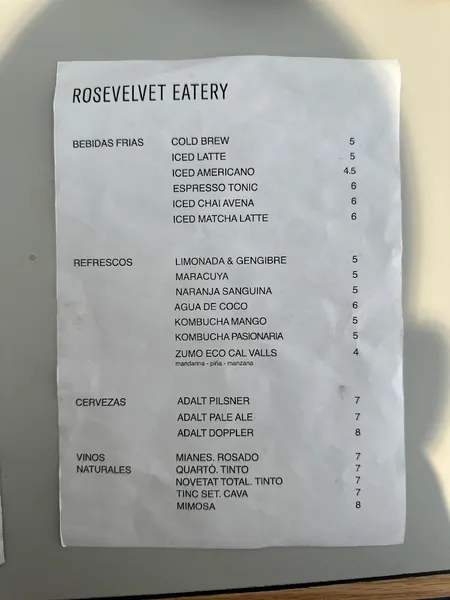 ROSEVELVET EATERY
BEBIDAS FRIAS COLD BREW 5
ICED LATTE 5
ICED AMERICANO 4.5
ESPRESSO TONIC 6
ICED CHAI AVENA 6
ICED MATCHA LATTE 6
REFRESCOS LIMONADA & GENGIBRE 5
MARACUYA 5
NARANJA SANGUINA 5
AGUA DE COCO 6
KOMBUCHA MANGO 5
KOMBUCHA PASIONARIA 5
ZUMO ECO CAL VALLS 4
mandarina - piña - manzana
CERVEZAS ADALT PILSNER 7
ADALT PALE ALE 7
ADALT DOPPLER 8
VINOS MIANES. ROSADO 7
NATURALES QUARTÓ. TINTO 7
NOVETAT TOTAL. TINTO 7
TINC SET. CAVA 7
MIMOSA 8